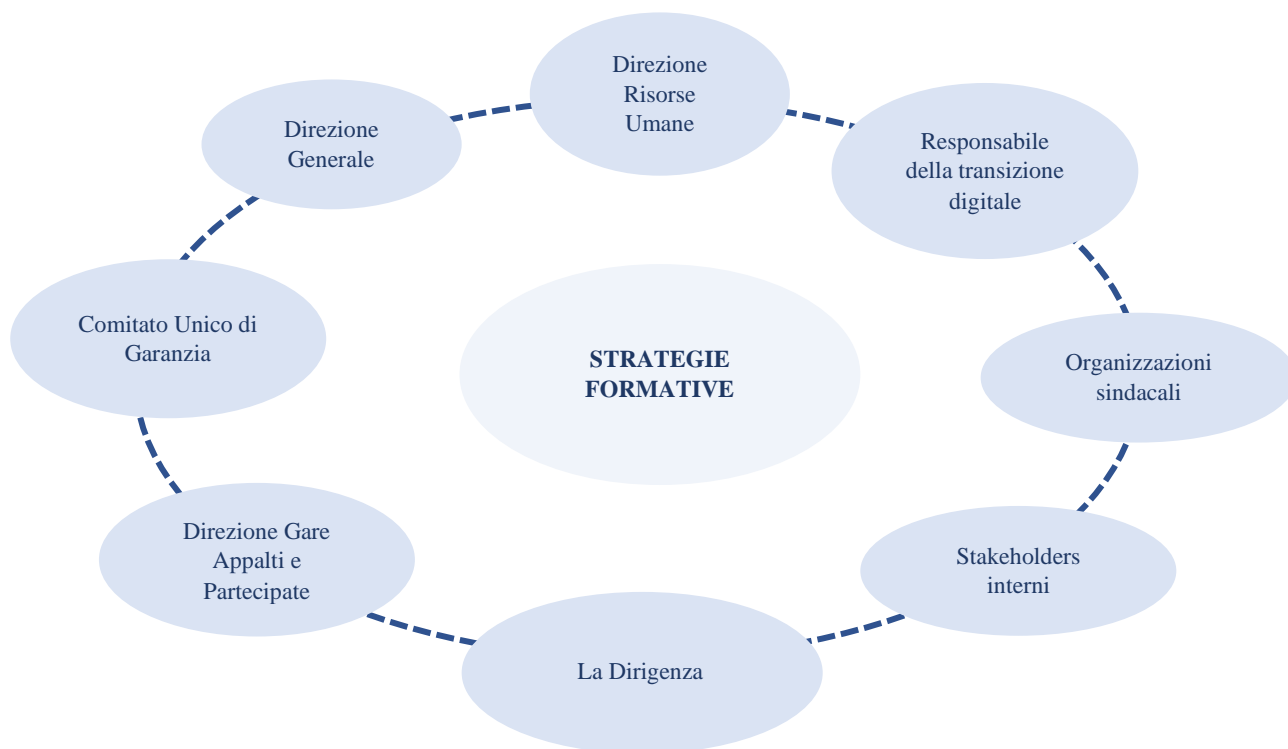 Direzione
Risorse
Umane
Direzione
Generale
Responsabile
della transizione
digitale
Comitato Unico di
Garanzia
STRATEGIE
FORMATIVE
Organizzazioni
sindacali
Direzione Gare
Appalti e
Partecipate
Stakeholders
interni
La Dirigenza